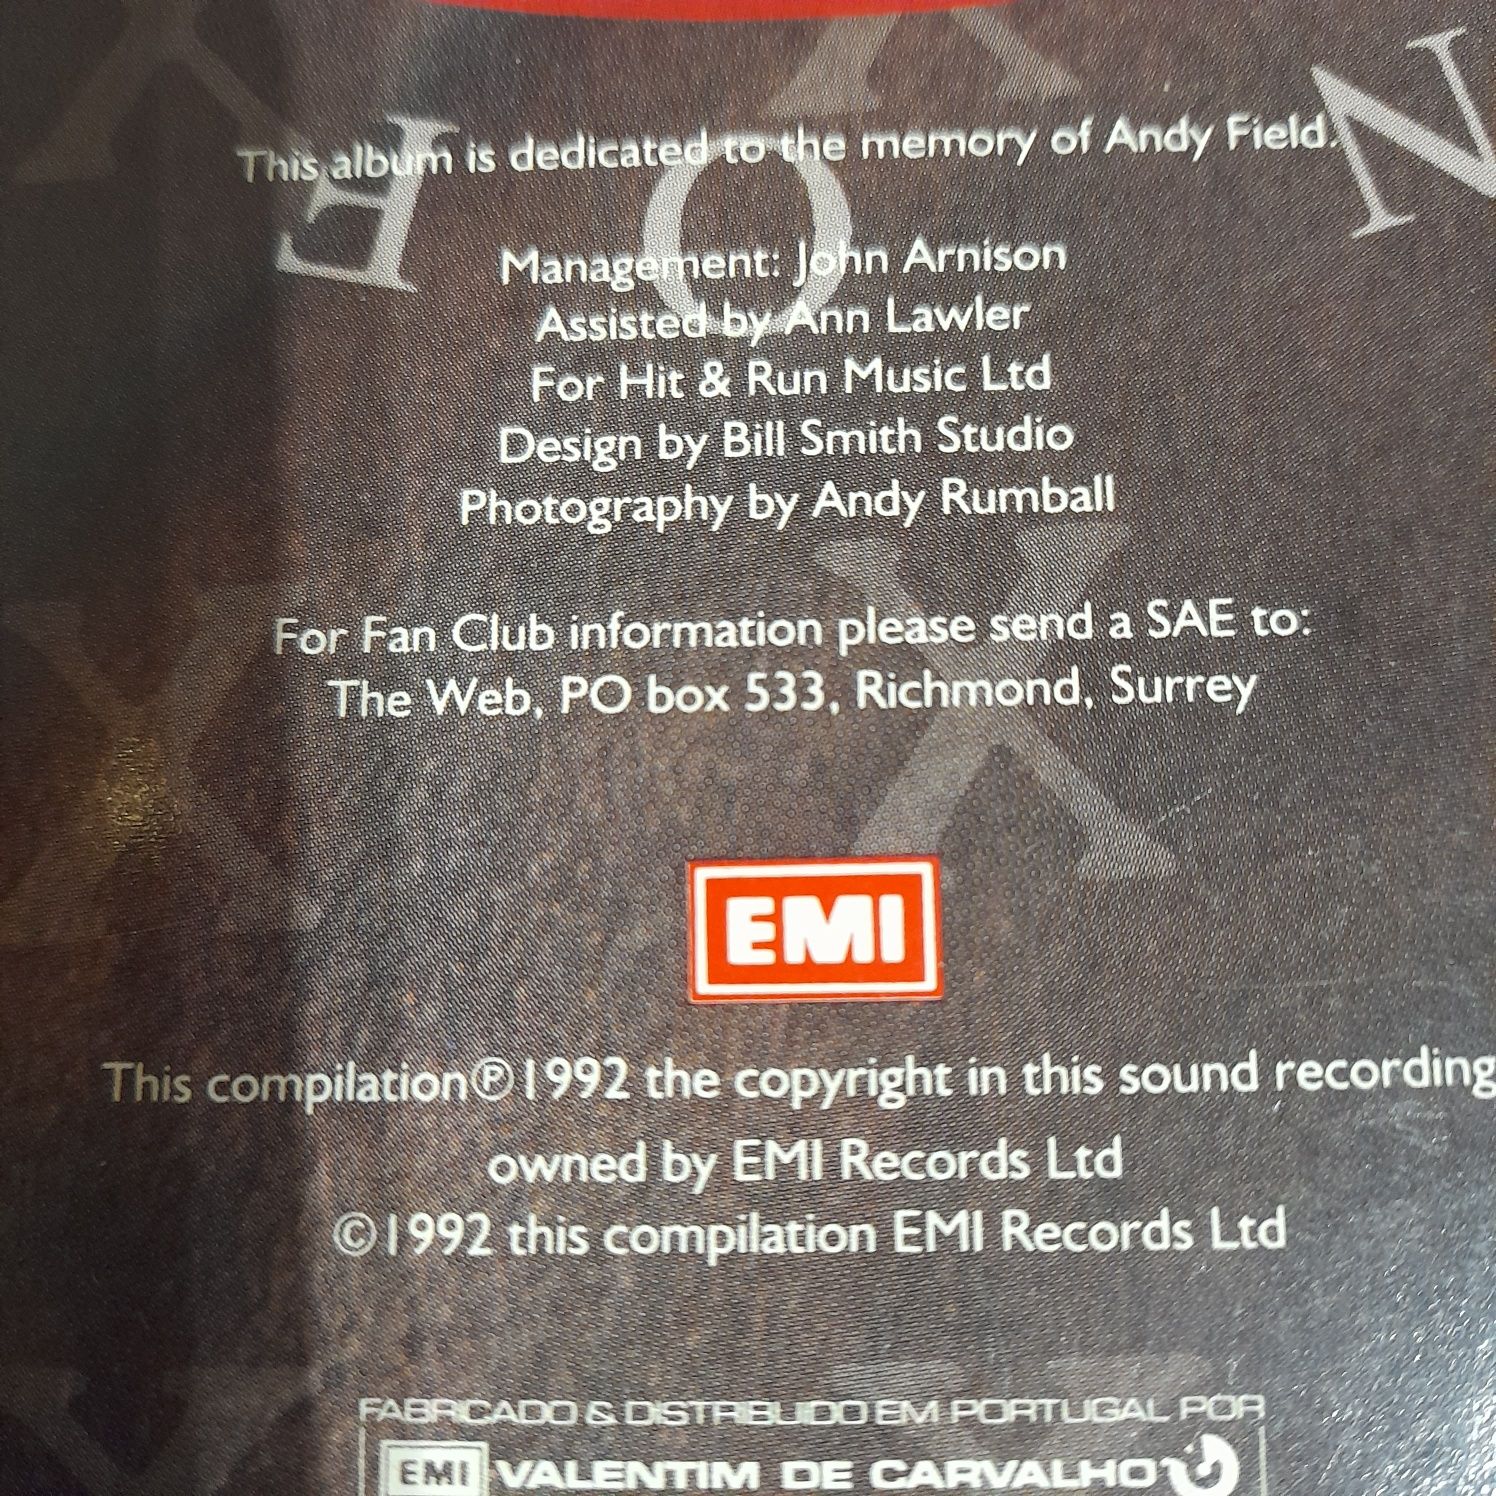 This album is dedicated to the memory of Andy Field.
Management: John Arnison
Assisted by Ann Lawler
For Hit & Run Music Ltd
Design by Bill Smith Studio
Photography by Andy Rumball
For Fan Club information please send a SAE to:
The Web, PO box 533, Richmond, Surrey
EMI
This compilation℗1992 the copyright in this sound recording
owned by EMI Records Ltd
©1992 this compilation EMI Records Ltd
FABRICADO & DISTRIBUIDO EM PORTUGAL POR
EMI VALENTIM DE CARVALHO